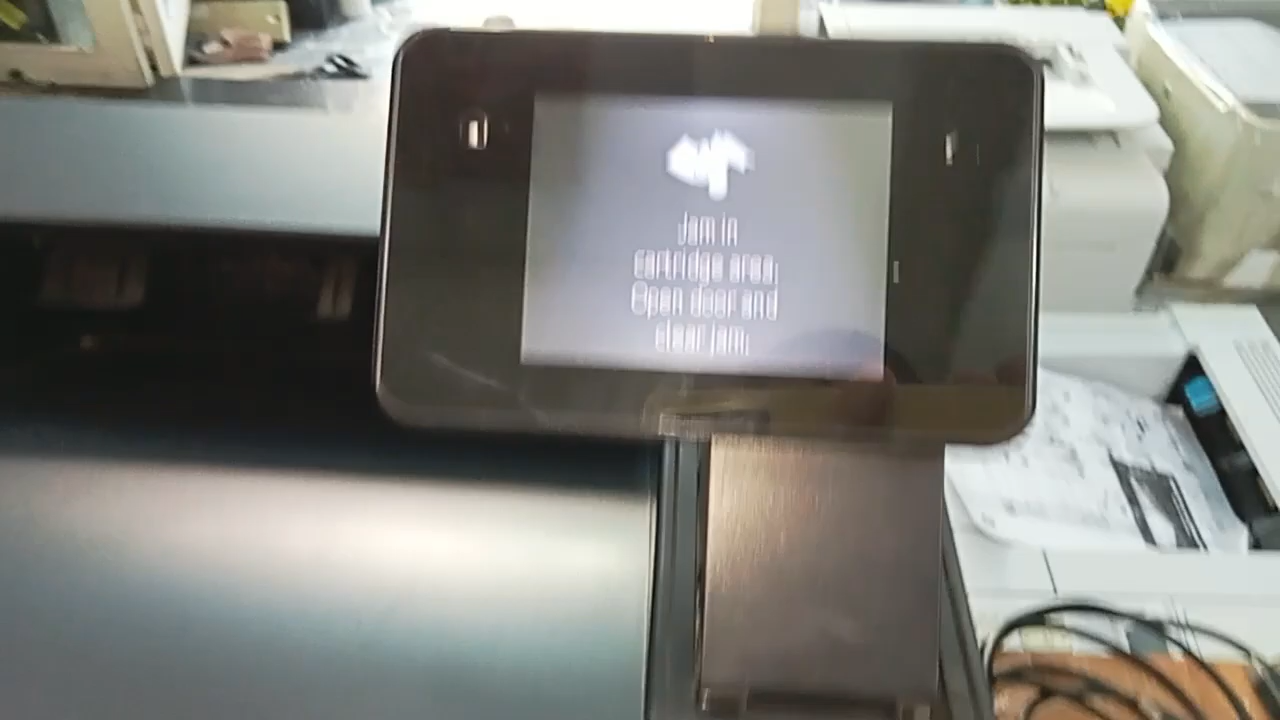 Jam in
cartridge area.
Open door and
clear jam.